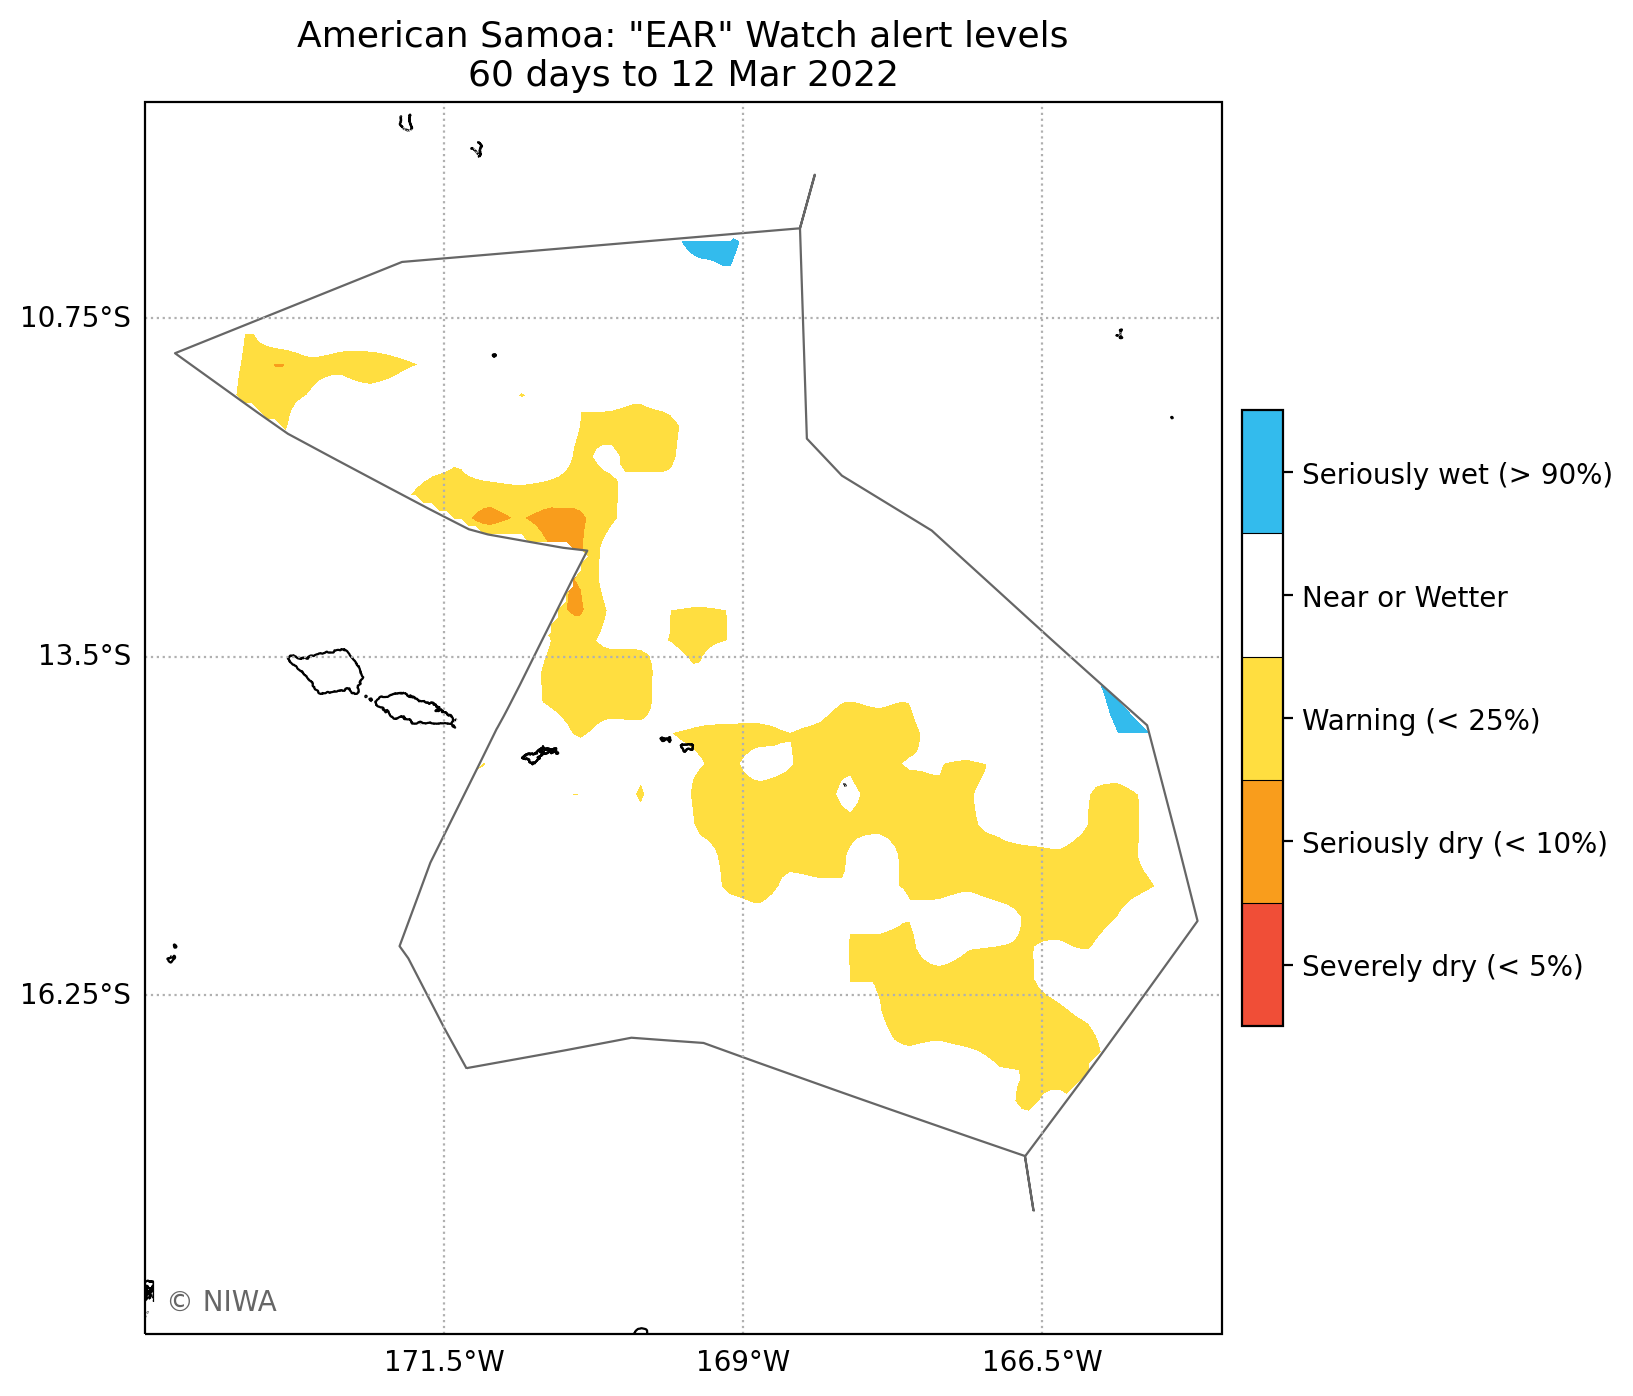 American Samoa: "EAR" Watch alert levels
60 days to 12 Mar 2022
10.75°S
13.5°S
16.25°S
171.5°W
169°W
166.5°W
Seriously wet (> 90%)
Near or Wetter
Warning (< 25%)
Seriously dry (< 10%)
Severely dry (< 5%)
© NIWA